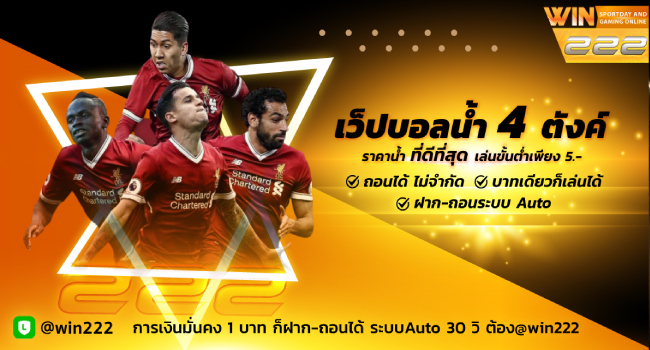 WIN SPORTDAY AND
GAMING ONLINE
222
เว็ปบอลน้ำ 4 ตังค์
ราคาน้ำ ที่ดีที่สุด เล่นขั้นต่ำเพียง 5.-
ถอนได้ ไม่จำกัด บาทเดียวก็เล่นได้
ฝาก-ถอนระบบ Auto
Standard
Chartered
Standard
Chartered
Standard
Chartered
222
@win222 การเงินมั่นคง 1 บาท ก็ฝาก-ถอนได้ ระบบAuto 30 วิ ต้อง@win222